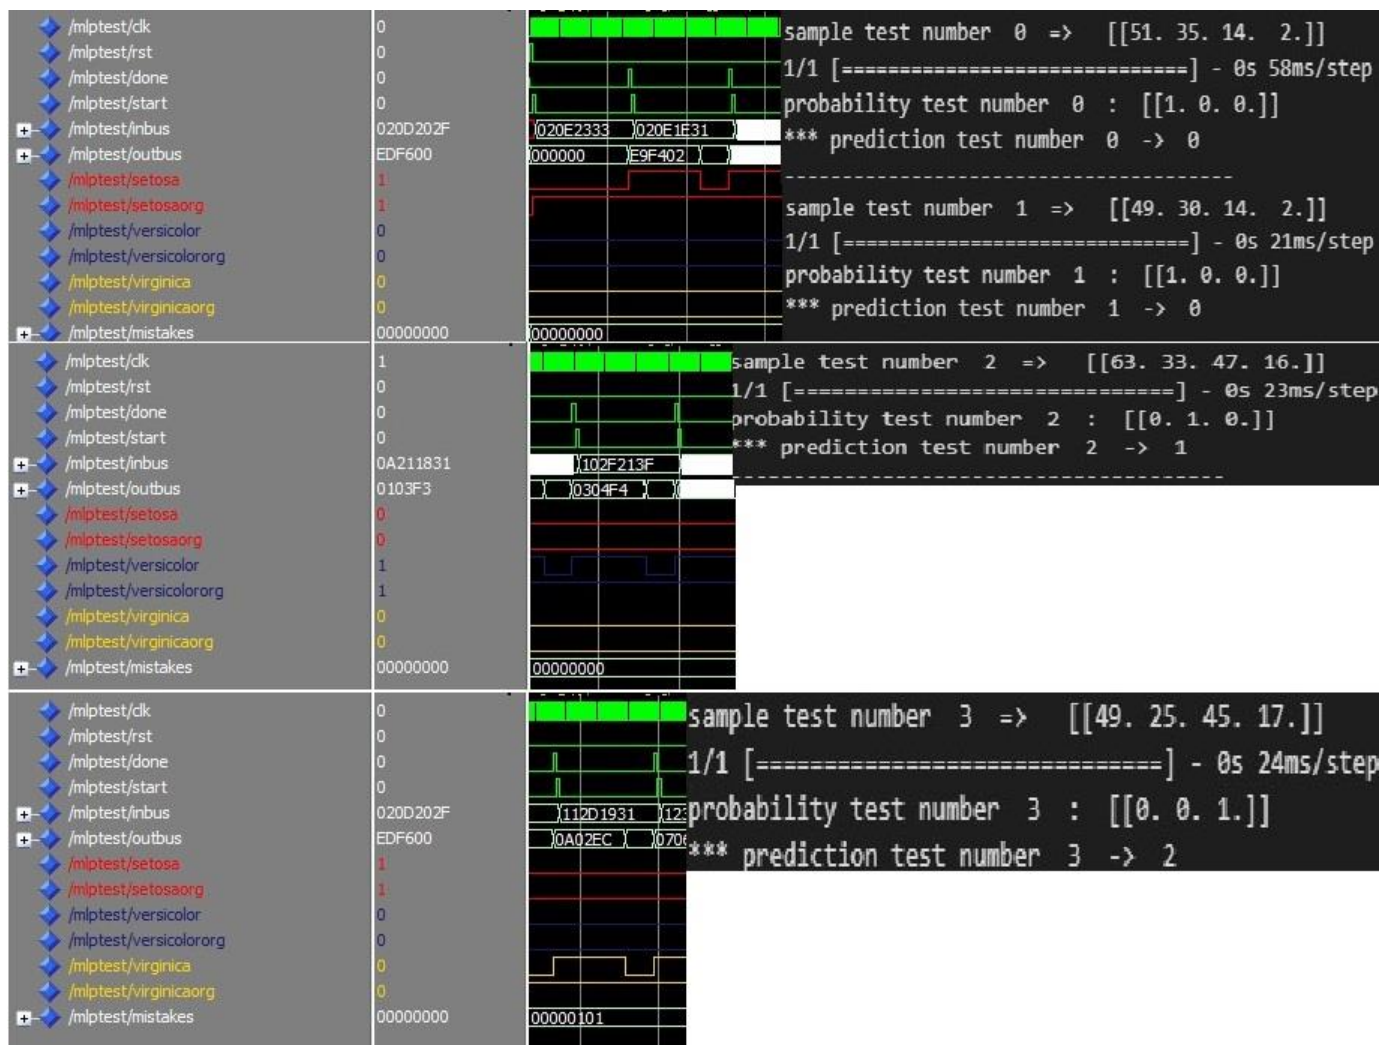 /mlptest/clk 0
/mlptest/rst 0
/mlptest/done 0
/mlptest/start 0
/mlptest/inbus 020D202F 020E2333 020E1E31
/mlptest/outbus EDF600 000000 E9F402
/mlptest/setosa 1
/mlptest/setosaorg 1
/mlptest/versicolor 0
/mlptest/versicolororg 0
/mlptest/virginica 0
/mlptest/virginicaorg 0
/mlptest/mistakes 00000000 00000000
sample test number 0 => [[51. 35. 14. 2.]]
1/1 [==============================] - 0s 58ms/step
probability test number 0 : [[1. 0. 0.]]
*** prediction test number 0 -> 0
----------------------------------------
sample test number 1 => [[49. 30. 14. 2.]]
1/1 [==============================] - 0s 21ms/step
probability test number 1 : [[1. 0. 0.]]
*** prediction test number 1 -> 0
/mlptest/clk 1
/mlptest/rst 0
/mlptest/done 0
/mlptest/start 0
/mlptest/inbus 0A211831 102F213F
/mlptest/outbus 0103F3 0304F4
/mlptest/setosa 0
/mlptest/setosaorg 0
/mlptest/versicolor 1
/mlptest/versicolororg 1
/mlptest/virginica 0
/mlptest/virginicaorg 0
/mlptest/mistakes 00000000 00000000
sample test number 2 => [[63. 33. 47. 16.]]
1/1 [==============================] - 0s 23ms/step
probability test number 2 : [[0. 1. 0.]]
*** prediction test number 2 -> 1
----------------------------------------
/mlptest/clk 0
/mlptest/rst 0
/mlptest/done 0
/mlptest/start 0
/mlptest/inbus 020D202F 112D1931 123
/mlptest/outbus EDF600 0A02EC 0706
/mlptest/setosa 1
/mlptest/setosaorg 1
/mlptest/versicolor 0
/mlptest/versicolororg 0
/mlptest/virginica 0
/mlptest/virginicaorg 0
/mlptest/mistakes 00000000 00000101
sample test number 3 => [[49. 25. 45. 17.]]
1/1 [==============================] - 0s 24ms/step
probability test number 3 : [[0. 0. 1.]]
*** prediction test number 3 -> 2